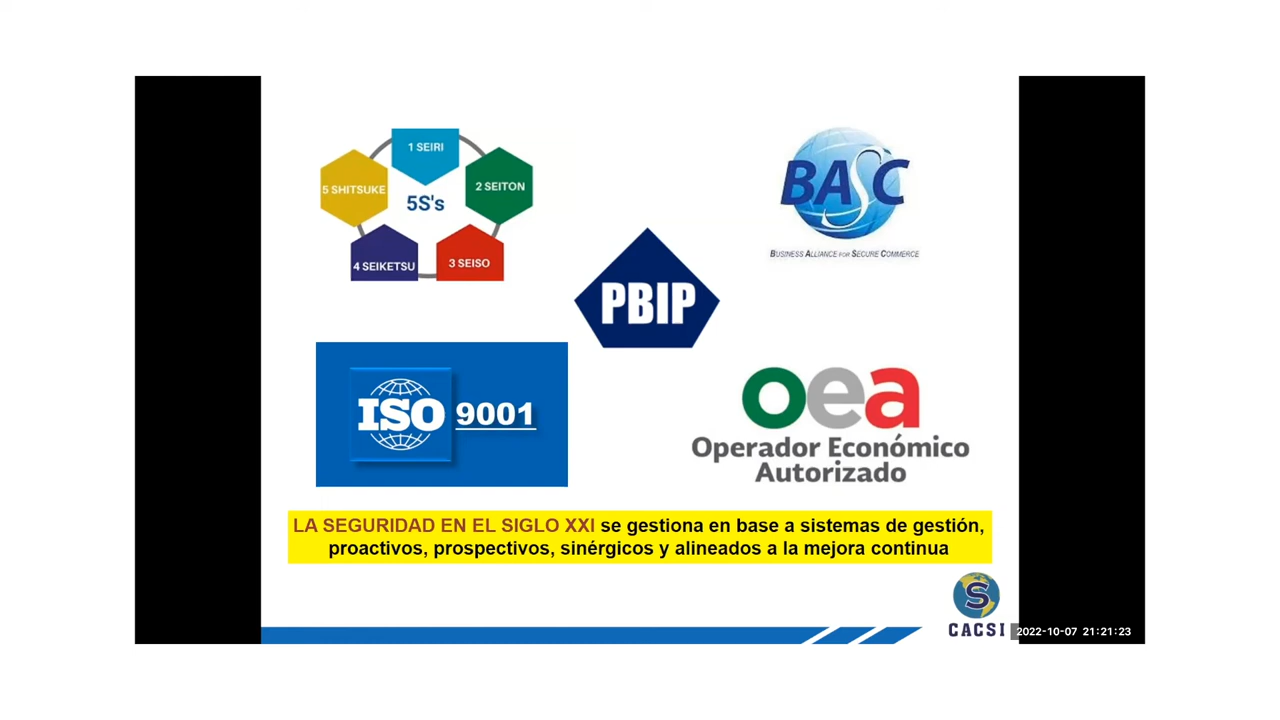 1 SEIRI
2 SEITON
3 SEISO
4 SEIKETSU
5 SHITSUKE
5S's
BASC
BUSINESS ALLIANCE FOR SECURE COMMERCE
PBIP
ISO 9001
oea
Operador Económico
Autorizado
LA SEGURIDAD EN EL SIGLO XXI se gestiona en base a sistemas de gestión,
proactivos, prospectivos, sinérgicos y alineados a la mejora continua
S
CACSI
2022-10-07 21:21:23